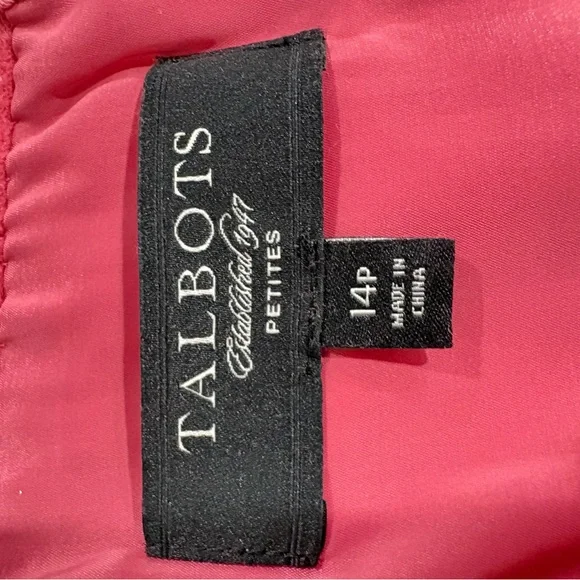 TALBOTS
Established 1947
PETITES
14P
MADE IN
CHINA